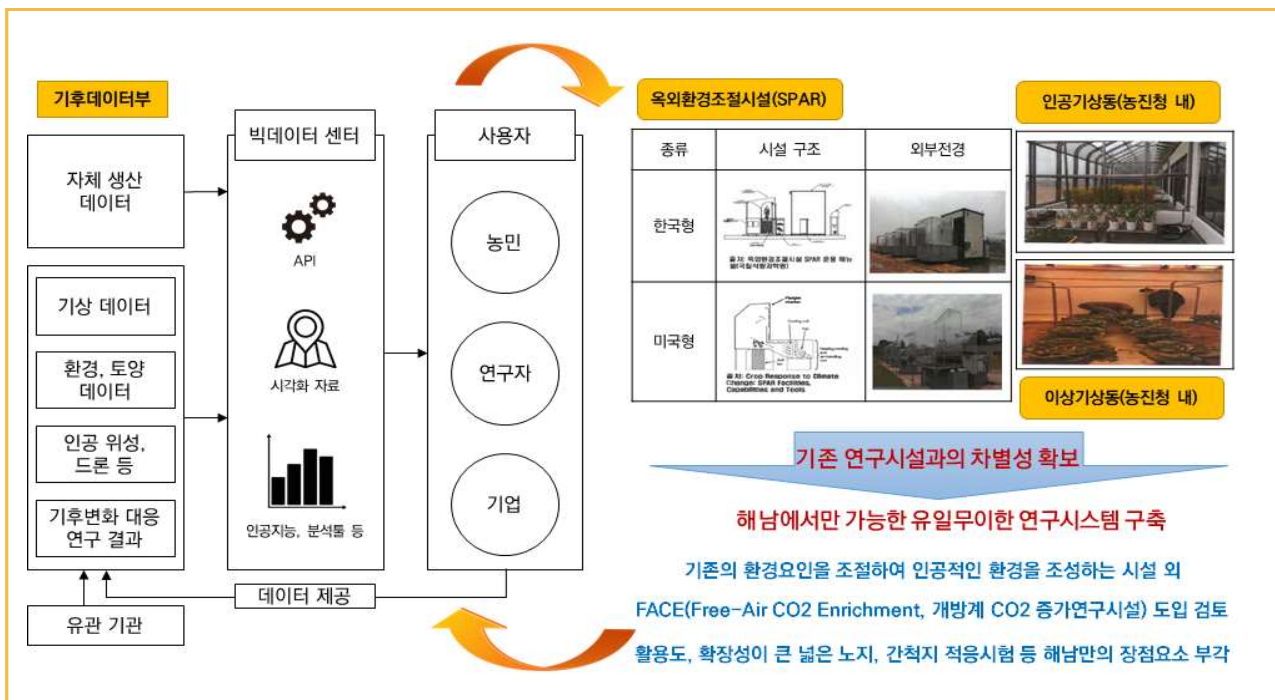 기후데이터부
자체 생산
데이터
기상 데이터
환경, 토양
데이터
인공 위성,
드론 등
기후변화 대응
연구 결과
유관 기관
빅데이터 센터
API
시각화 자료
인공지능, 분석툴 등
데이터 제공
사용자
농민
연구자
기업
옥외환경조절시설(SPAR)
종류
시설 구조
외부전경
한국형
미국형
출처: Crop Response to Climate
Change: SPAR Facilities,
Capabilities and Tools
인공기상동(농진청 내)
이상기상동(농진청 내)
기존 연구시설과의 차별성 확보
해남에서만 가능한 유일무이한 연구시스템 구축
기존의 환경요인을 조절하여 인공적인 환경을 조성하는 시설 외
FACE(Free-Air CO2 Enrichment, 개방계 CO2 증가연구시설) 도입 검토
활용도, 확장성이 큰 넓은 노지, 간척지 적응시험 등 해남만의 장점요소 부각